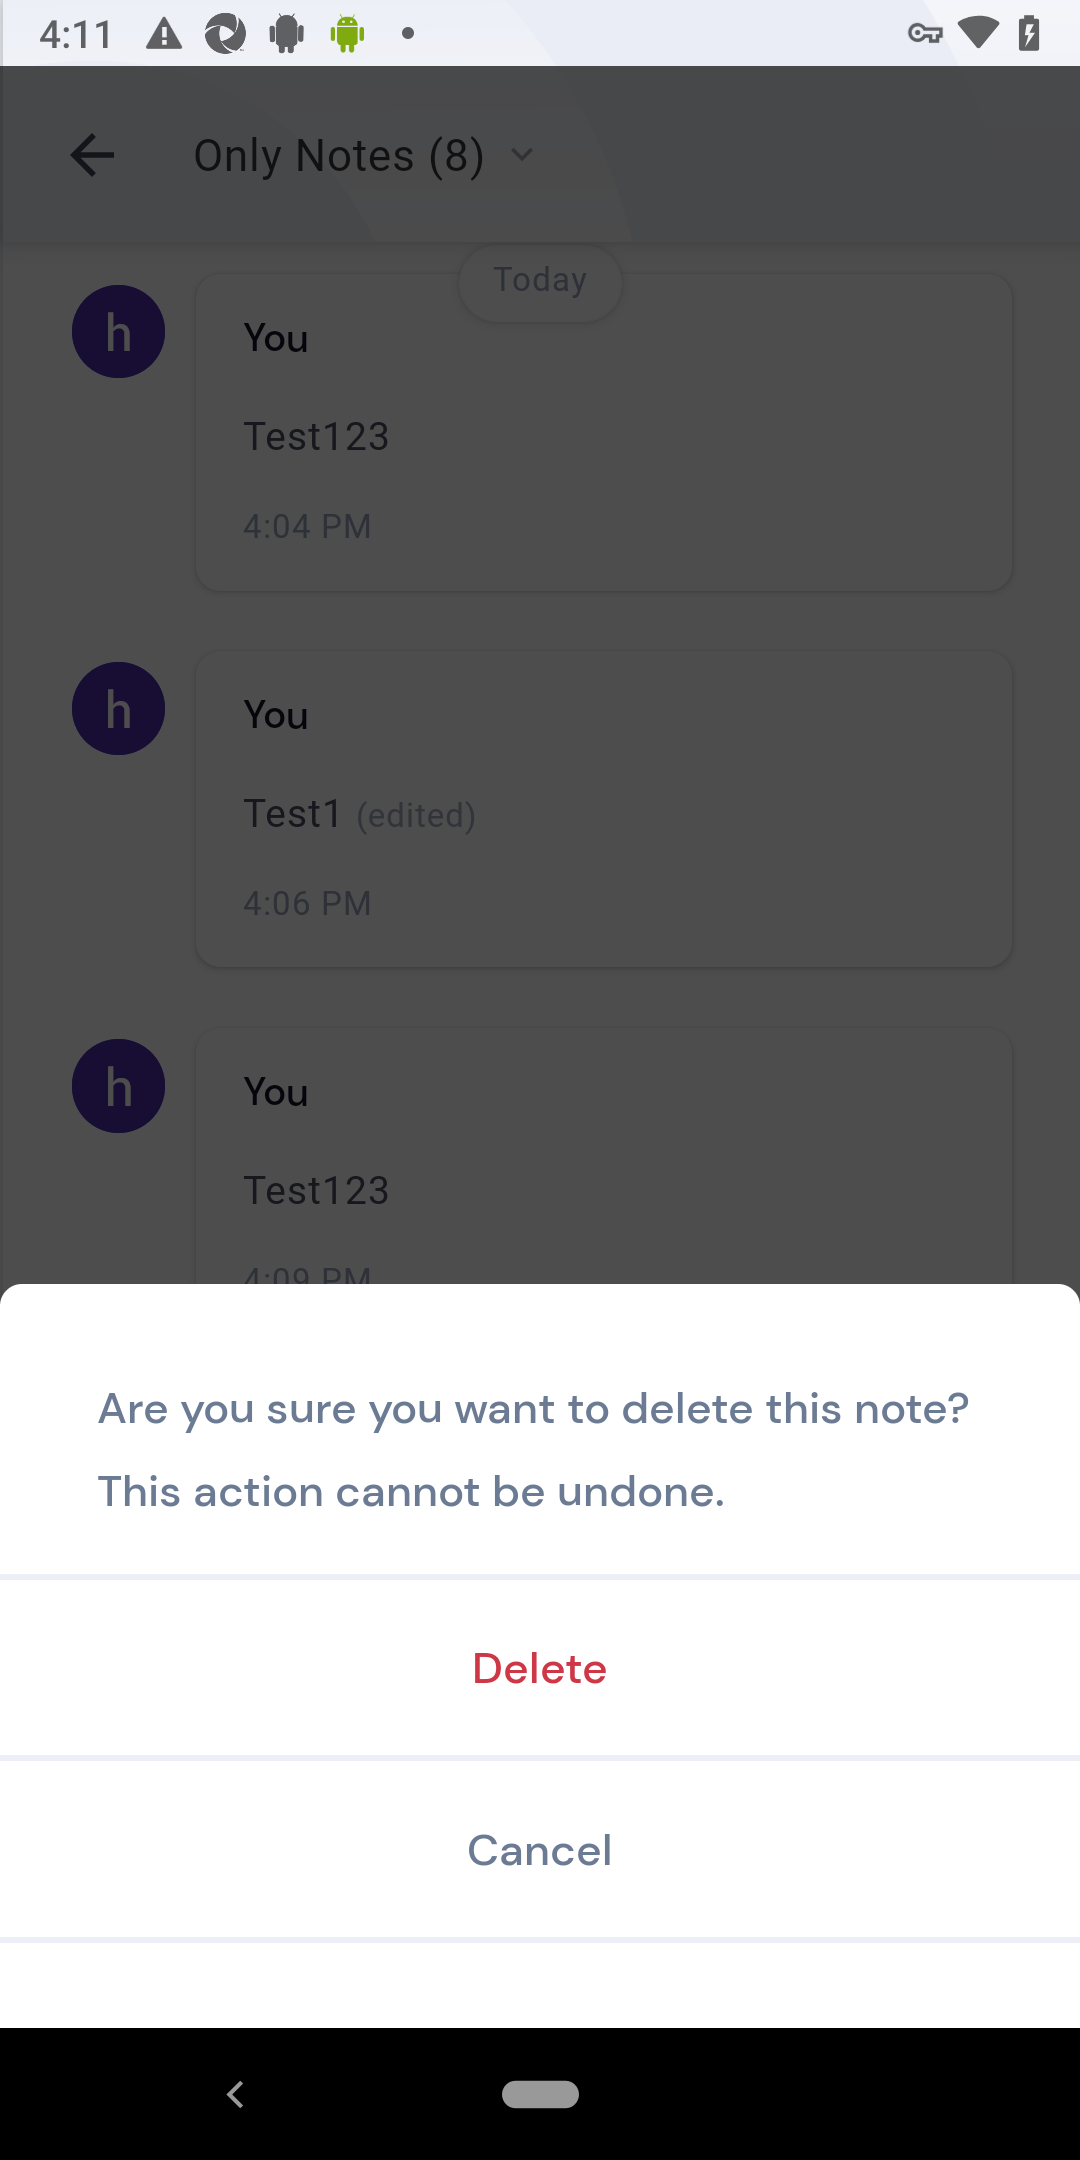 4:11
Only Notes (8)
Today
h
You
Test123
4:04 PM
h
You
Test1 (edited)
4:06 PM
h
You
Test123
4:09 PM
Are you sure you want to delete this note?
This action cannot be undone.
Delete
Cancel